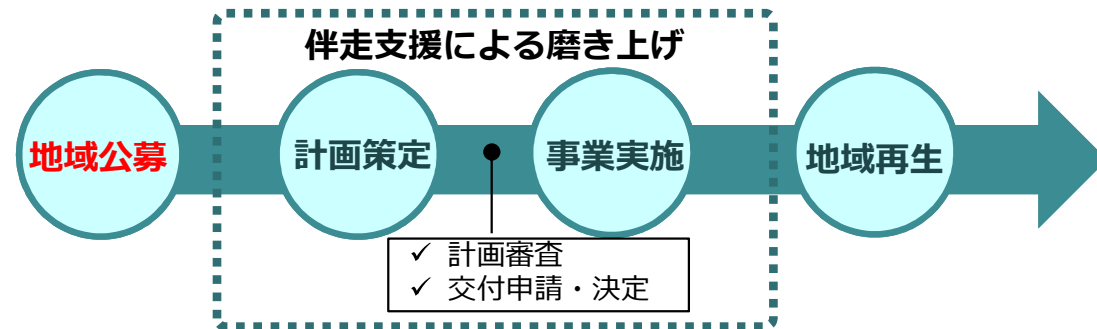 伴走支援による磨き上げ
地域公募
計画策定
事業実施
地域再生
✓ 計画審査
✓ 交付申請・決定